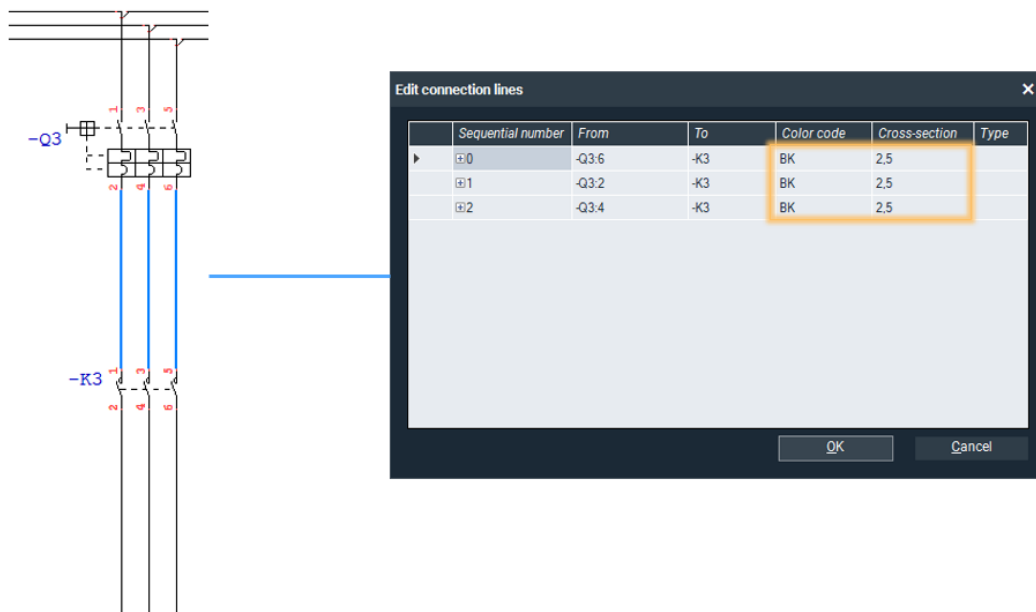 Edit connection lines
Sequential number From To Color code Cross-section Type
0 -Q3:6 -K3 BK 2,5
1 -Q3:2 -K3 BK 2,5
2 -Q3:4 -K3 BK 2,5
OK Cancel
1 3 5
-Q3
2 4 6
1 3 5
-K3
2 4 6